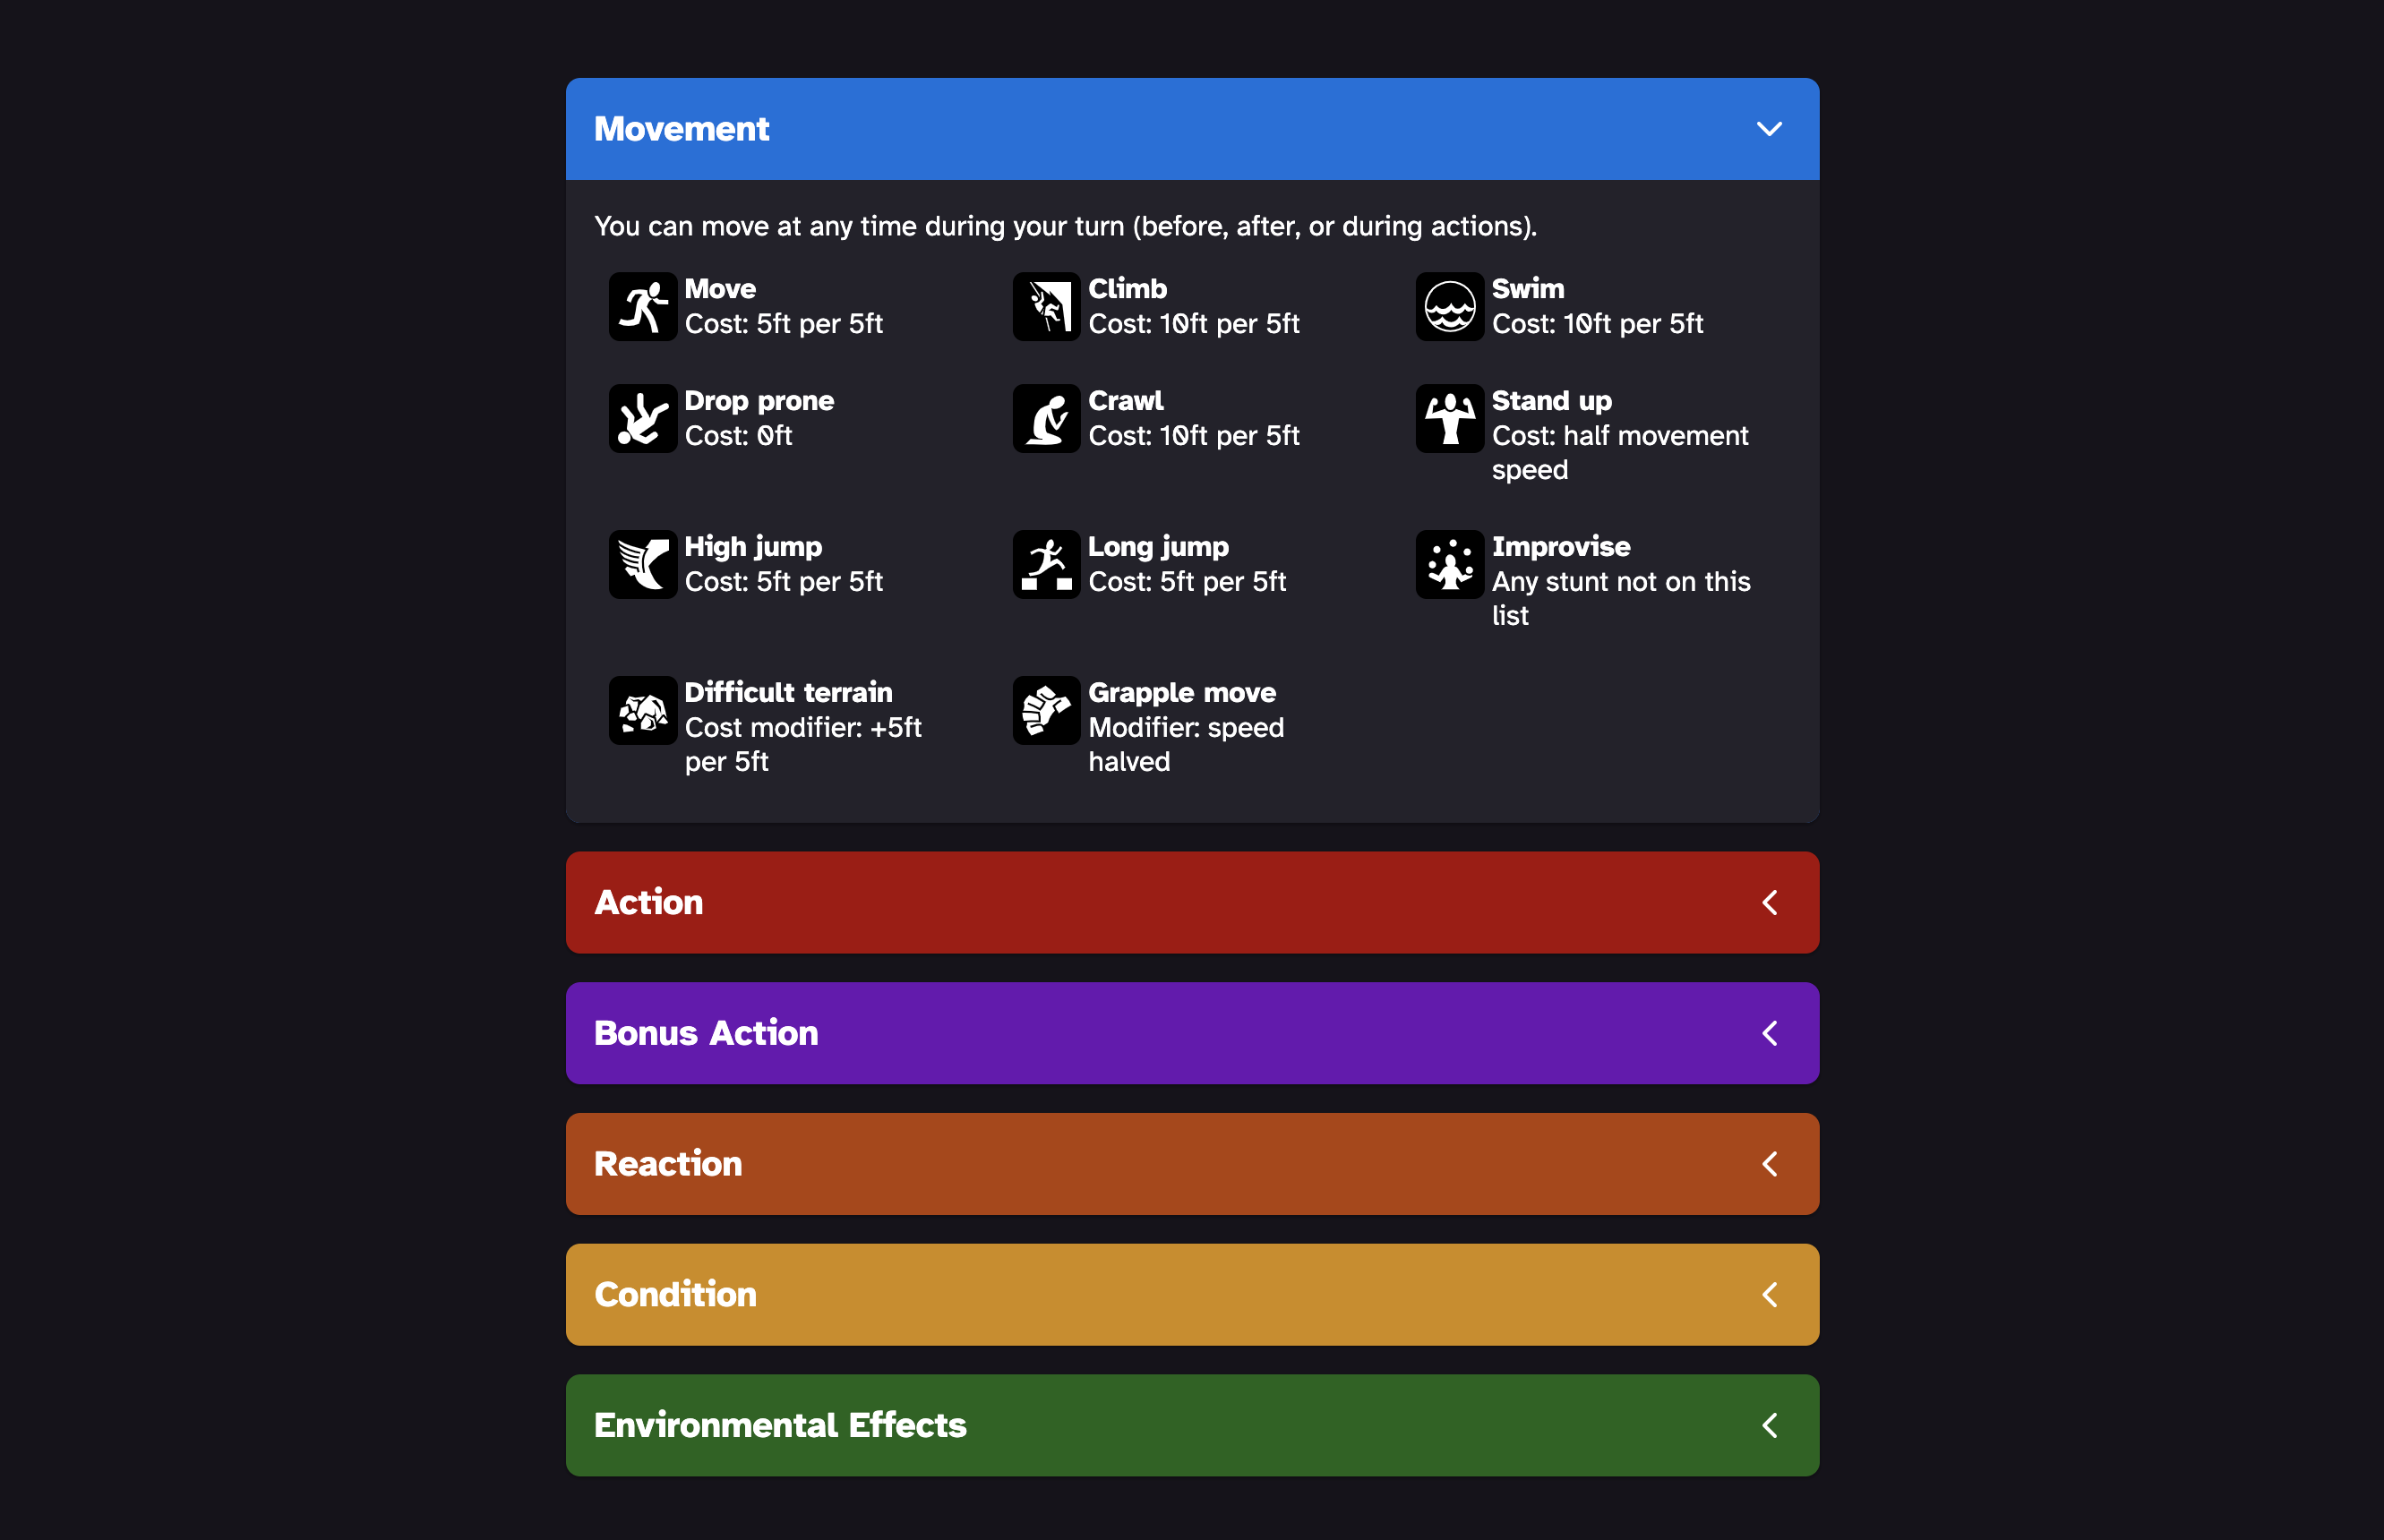 Movement
You can move at any time during your turn (before, after, or during actions).
Move
Cost: 5ft per 5ft
Climb
Cost: 10ft per 5ft
Swim
Cost: 10ft per 5ft
Drop prone
Cost: 0ft
Crawl
Cost: 10ft per 5ft
Stand up
Cost: half movement
speed
High jump
Cost: 5ft per 5ft
Long jump
Cost: 5ft per 5ft
Improvise
Any stunt not on this
list
Difficult terrain
Cost modifier: +5ft
per 5ft
Grapple move
Modifier: speed
halved
Action
Bonus Action
Reaction
Condition
Environmental Effects